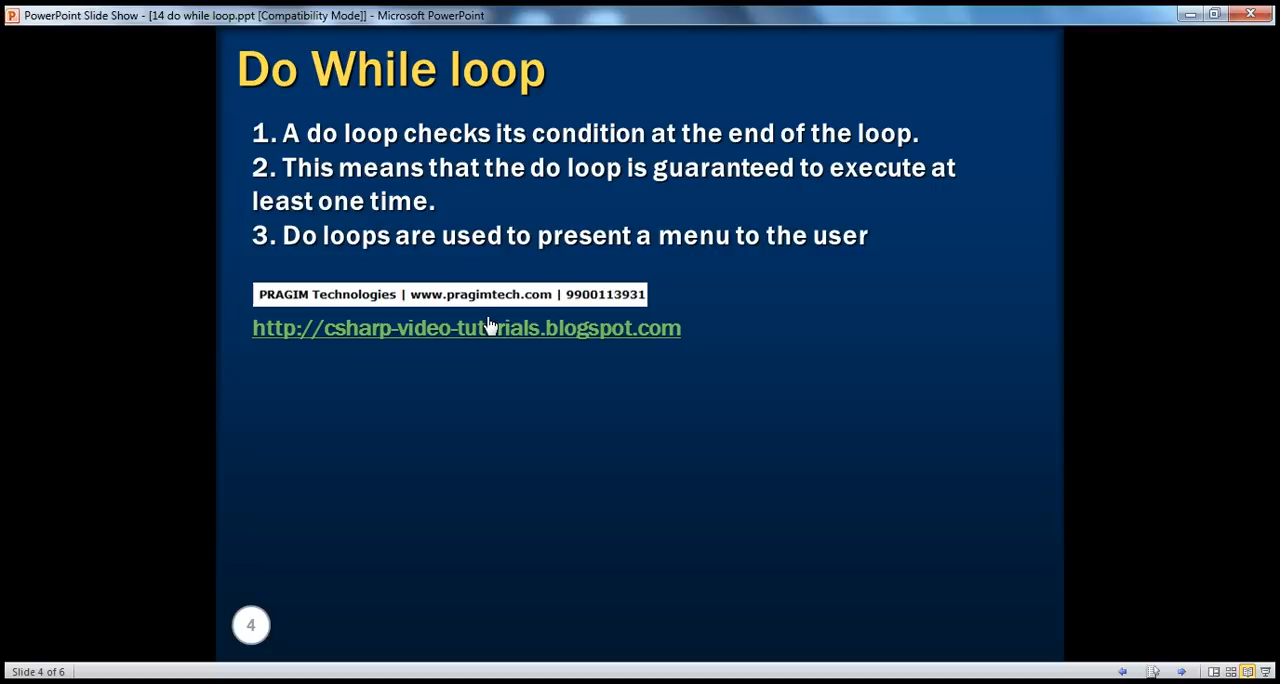 PowerPoint Slide Show - [14 do while loop.ppt [Compatibility Mode]] - Microsoft PowerPoint
Do While loop
1. A do loop checks its condition at the end of the loop.
2. This means that the do loop is guaranteed to execute at
least one time.
3. Do loops are used to present a menu to the user
PRAGIM Technologies | www.pragimtech.com | 9900113931
http://csharp-video-tutorials.blogspot.com
4
Slide 4 of 6